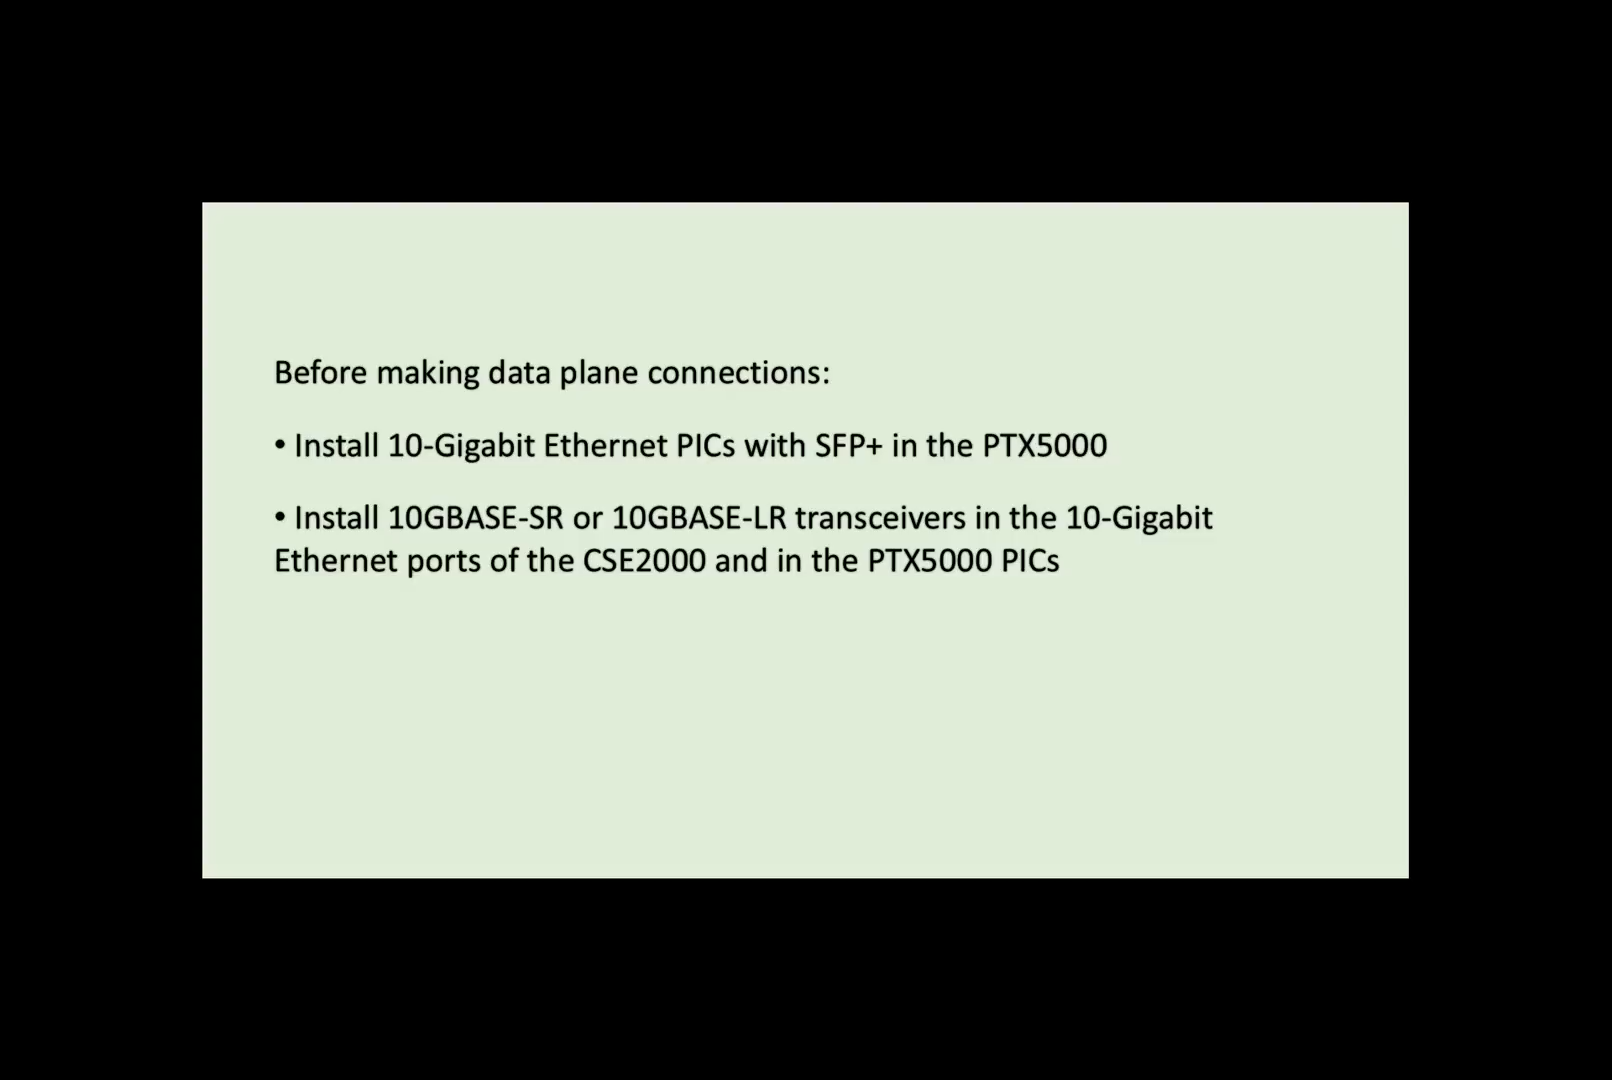 Before making data plane connections:
• Install 10-Gigabit Ethernet PICs with SFP+ in the PTX5000
• Install 10GBASE-SR or 10GBASE-LR transceivers in the 10-Gigabit
Ethernet ports of the CSE2000 and in the PTX5000 PICs